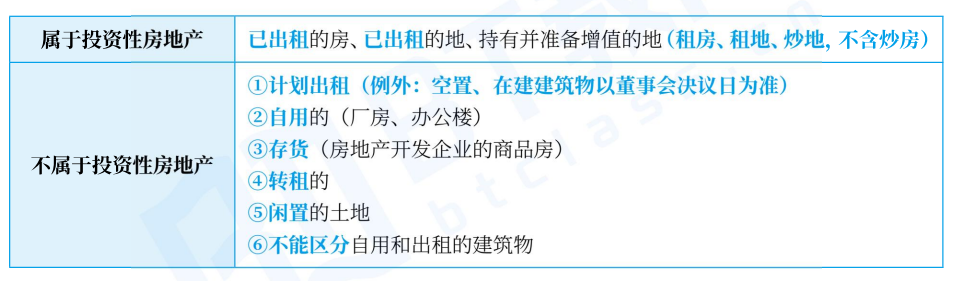 属于投资性房地产
已出租的房、已出租的地、持有并准备增值的地（租房、租地、炒地，不含炒房）
不属于投资性房地产
①计划出租（例外：空置、在建建筑物以董事会决议日为准）
②自用的（厂房、办公楼）
③存货（房地产开发企业的商品房）
④转租的
⑤闲置的土地
⑥不能区分自用和出租的建筑物